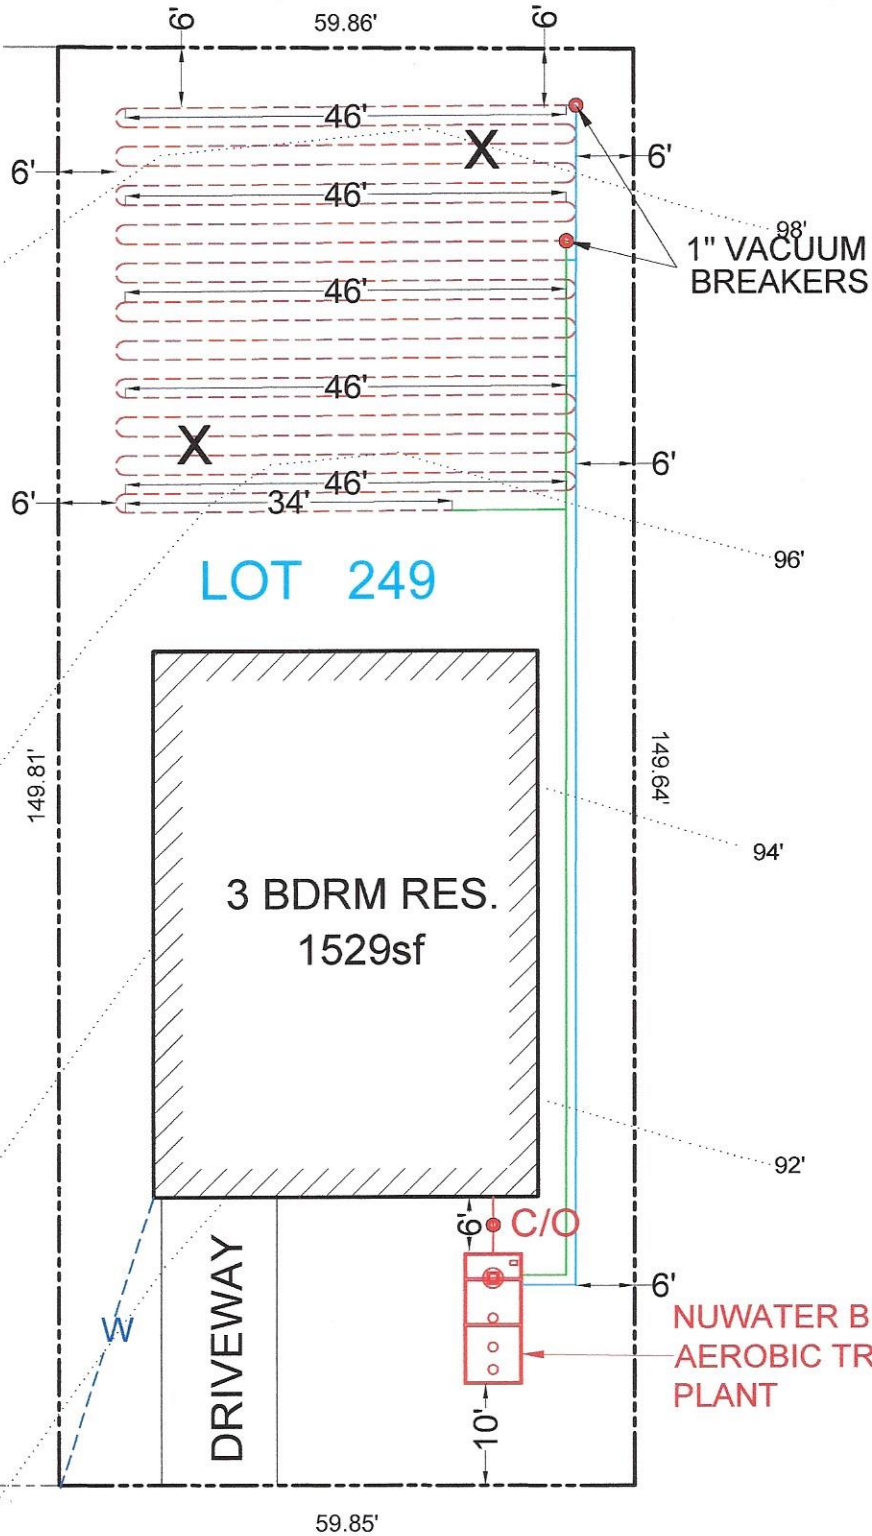 6'
59.86'
6'
46'
X
6'
6'
46'
98'
1" VACUUM
BREAKERS
46'
46'
X
6'
46'
6'
34'
96'
LOT 249
149.81'
149.64'
94'
3 BDRM RES.
1529sf
92'
6'
C/O
DRIVEWAY
6'
W
NUWATER B
AEROBIC TR
PLANT
10'
59.85'